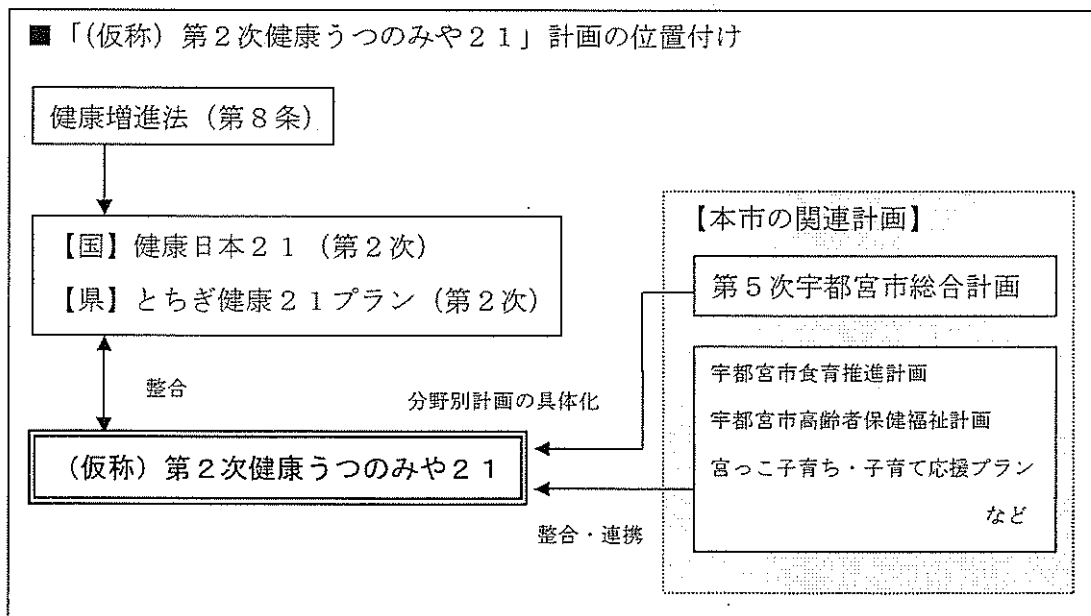 ■「(仮称)第2次健康うつのみや21」計画の位置付け
健康増進法(第8条)
【国】健康日本21(第2次)
【県】とちぎ健康21プラン(第2次)
整合
(仮称)第2次健康うつのみや21
分野別計画の具体化
整合・連携
【本市の関連計画】
第5次宇都宮市総合計画
宇都宮市食育推進計画
宇都宮市高齢者保健福祉計画
宮っこ子育ち・子育て応援プラン
など